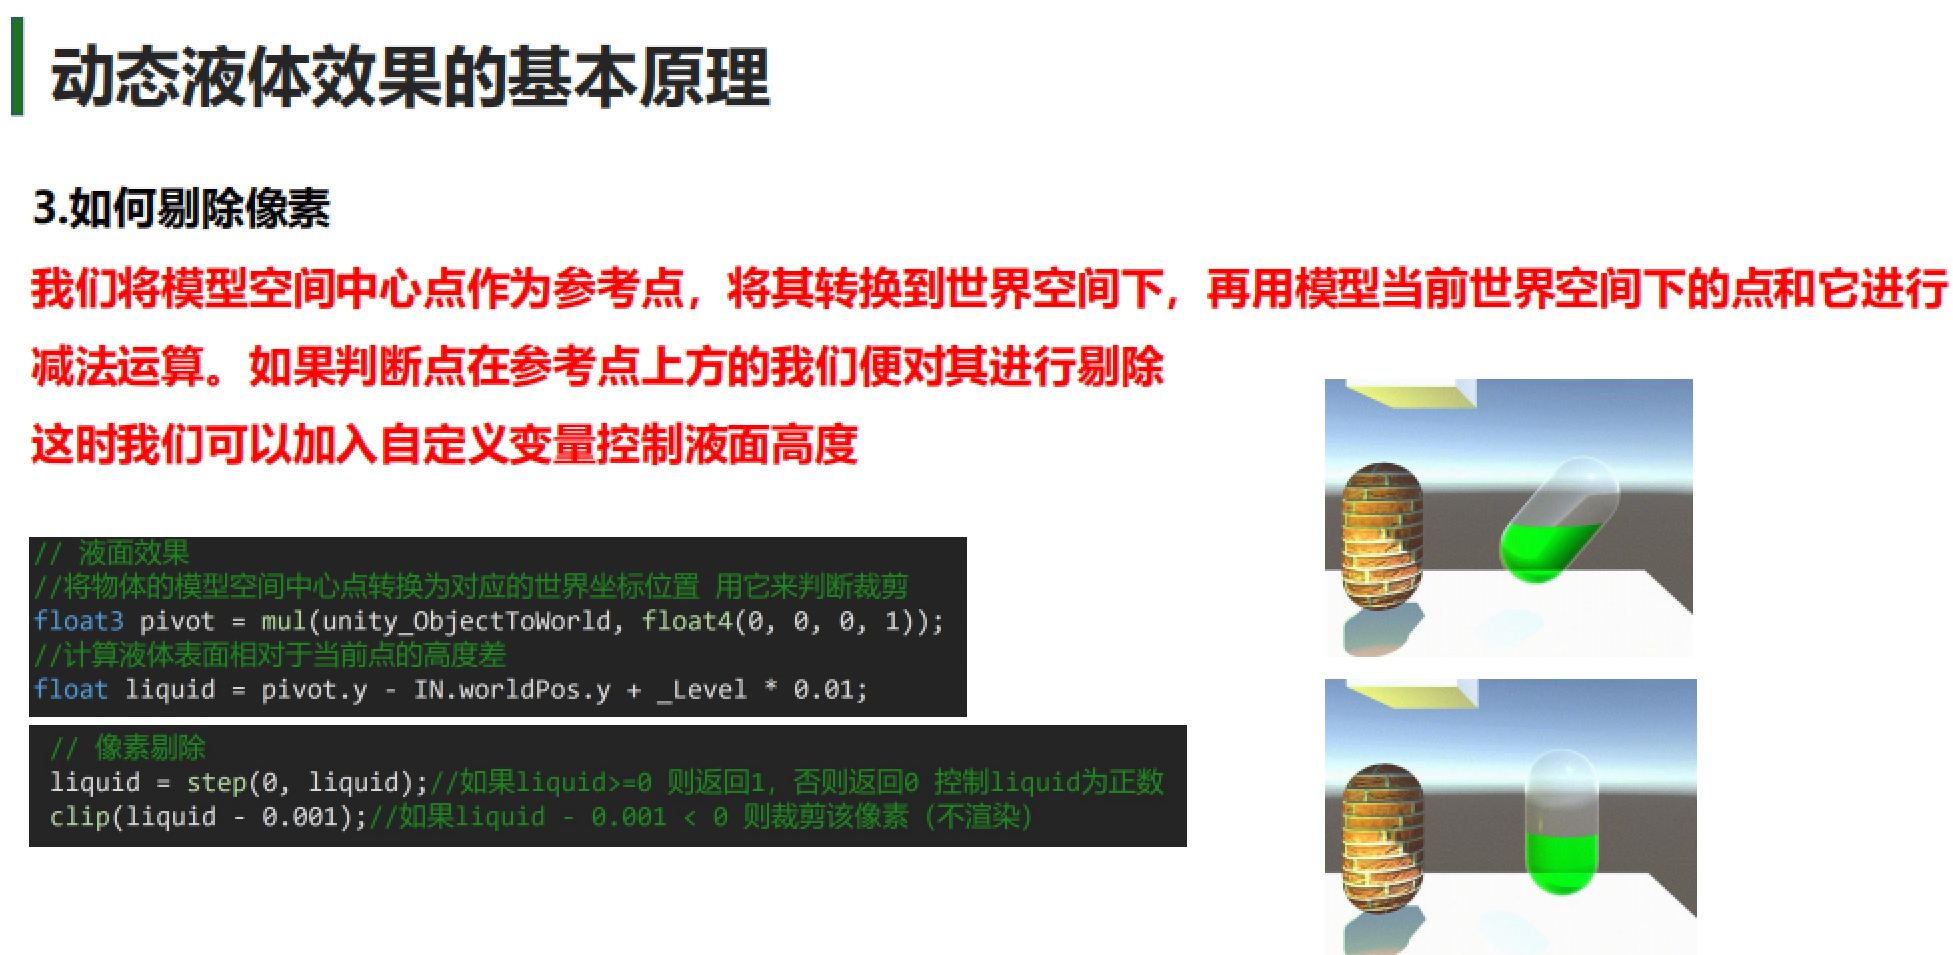 动态液体效果的基本原理
3.如何剔除像素
我们将模型空间中心点作为参考点，将其转换到世界空间下，再用模型当前世界空间下的点和它进行
减法运算。如果判断点在参考点上方的我们便对其进行剔除
这时我们可以加入自定义变量控制液面高度
// 液面效果
//将物体的模型空间中心点转换为对应的世界坐标位置 用它来判断裁剪
float3 pivot = mul(unity_ObjectToWorld, float4(0, 0, 0, 1));
//计算液体表面相对于当前点的高度差
float liquid = pivot.y - IN.worldPos.y + _Level * 0.01;
// 像素剔除
liquid = step(0, liquid);//如果liquid>=0 则返回1，否则返回0 控制liquid为正数
clip(liquid - 0.001);//如果liquid - 0.001 < 0 则裁剪该像素（不渲染）